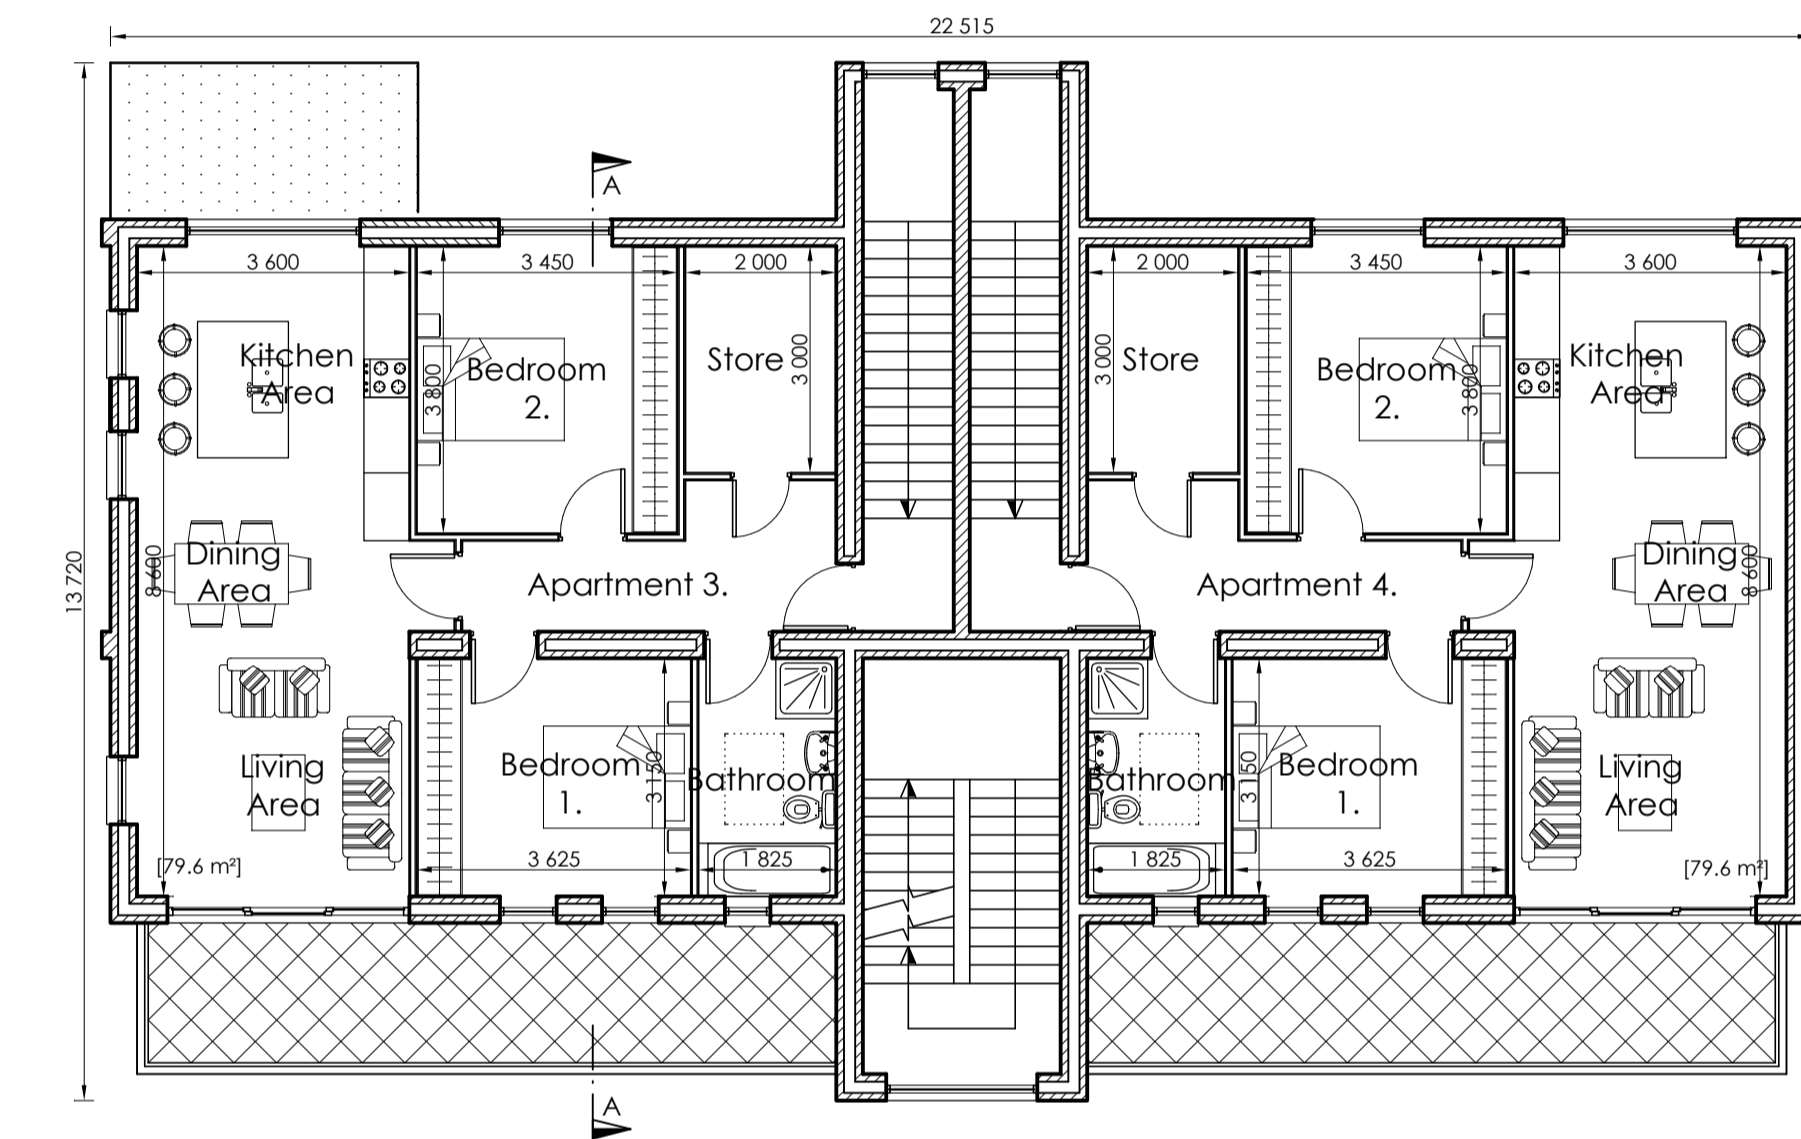 22 515
13 720
A
3 600
3 450
2 000
2 000
3 450
3 600
Kitchen
Area
3 800
Bedroom
2.
Store
3 000
3 000
Store
Bedroom
2.
3 800
Kitchen
Area
8 600
Dining
Area
Apartment 3.
Apartment 4.
Dining
Area
8 600
Living
Area
Bedroom
1.
3 150
Bathroom
Bathroom
3 150
Bedroom
1.
Living
Area
[79.6 m²]
3 625
1 825
1 825
3 625
[79.6 m²]
A